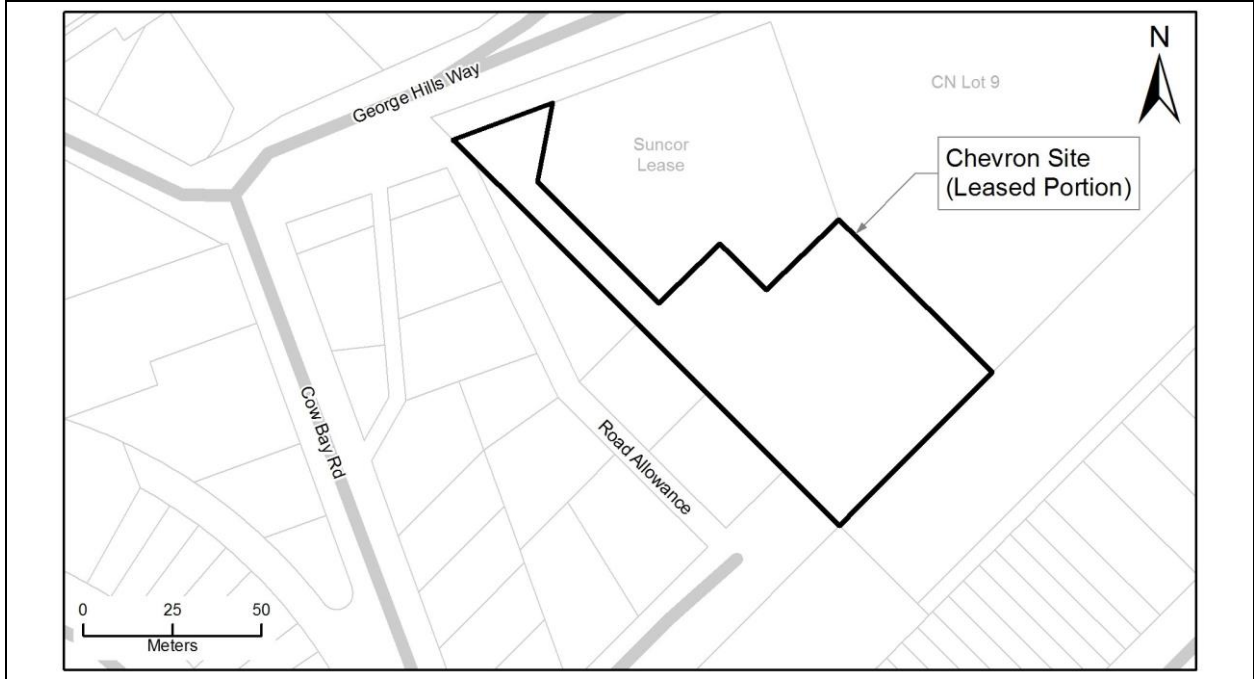 N
George Hills Way
CN Lot 9
Suncor
Lease
Chevron Site
(Leased Portion)
Cow Bay Rd
Road Allowance
0 25 50
Meters